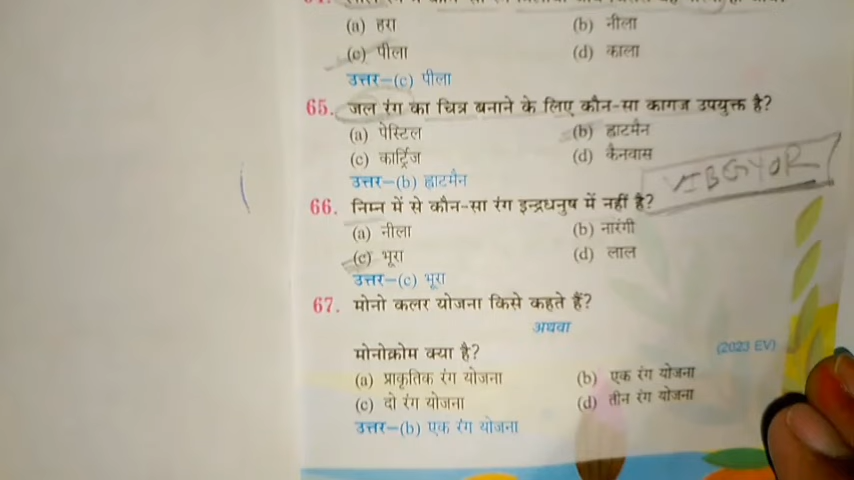 (a) हरा (b) नीला
(c) पीला (d) काला
उत्तर–(c) पीला
65. जल रंग का चित्र बनाने के लिए कौन-सा कागज उपयुक्त है?
(a) पेस्टिल (b) ह्वाटमैन
(c) कार्ट्रिज (d) कैनवास
उत्तर–(b) ह्वाटमैन
VIBGYOR
66. निम्न में से कौन-सा रंग इन्द्रधनुष में नहीं है?
(a) नीला (b) नारंगी
(c) भूरा (d) लाल
उत्तर–(c) भूरा
67. मोनो कलर योजना किसे कहते हैं?
अथवा
मोनोक्रोम क्या है? (2023 EV)
(a) प्राकृतिक रंग योजना (b) एक रंग योजना
(c) दो रंग योजना (d) तीन रंग योजना
उत्तर–(b) एक रंग योजना